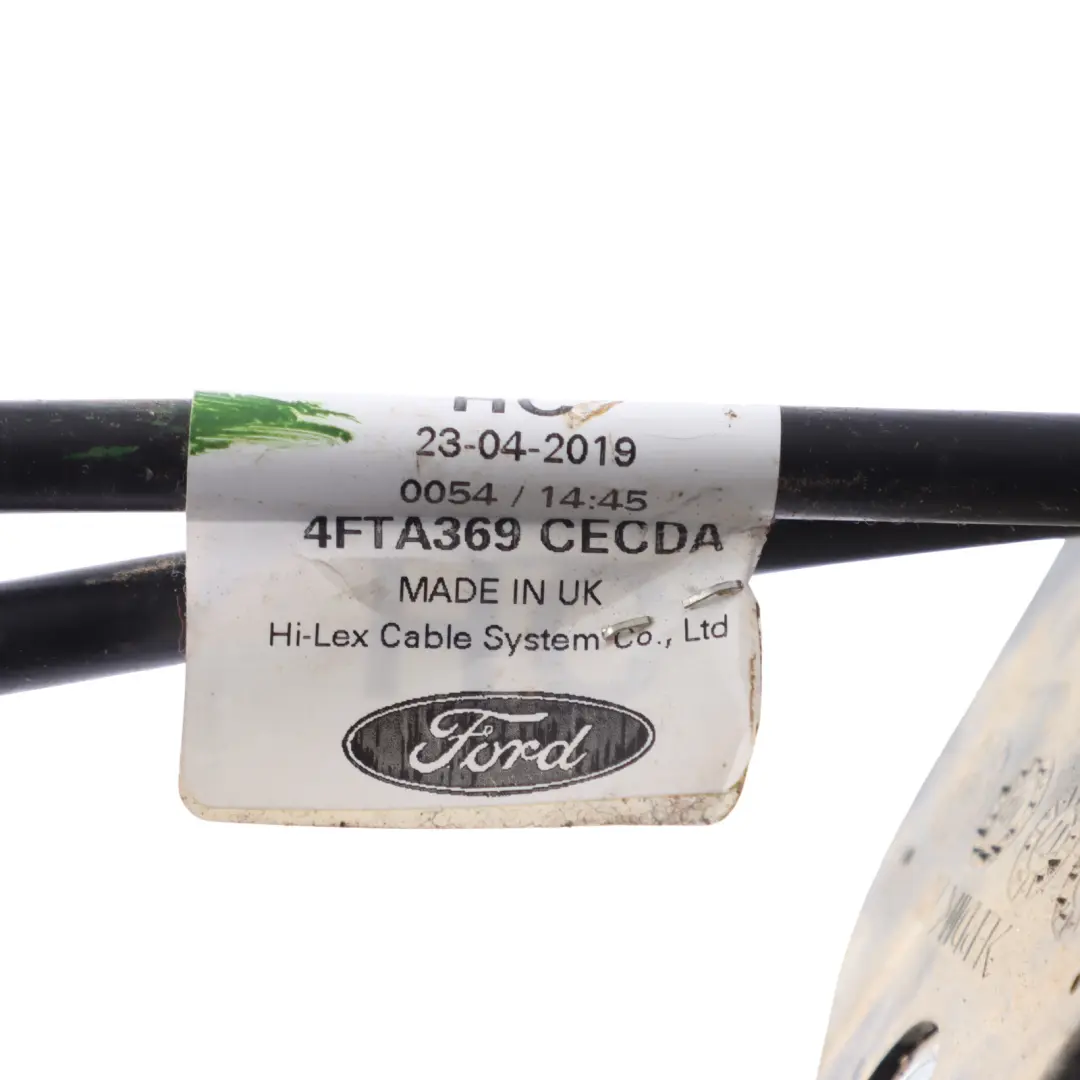 23-04-2019
0054 / 14:45
4FTA369 CECDA
MADE IN UK
Hi-Lex Cable System Co., Ltd
Ford